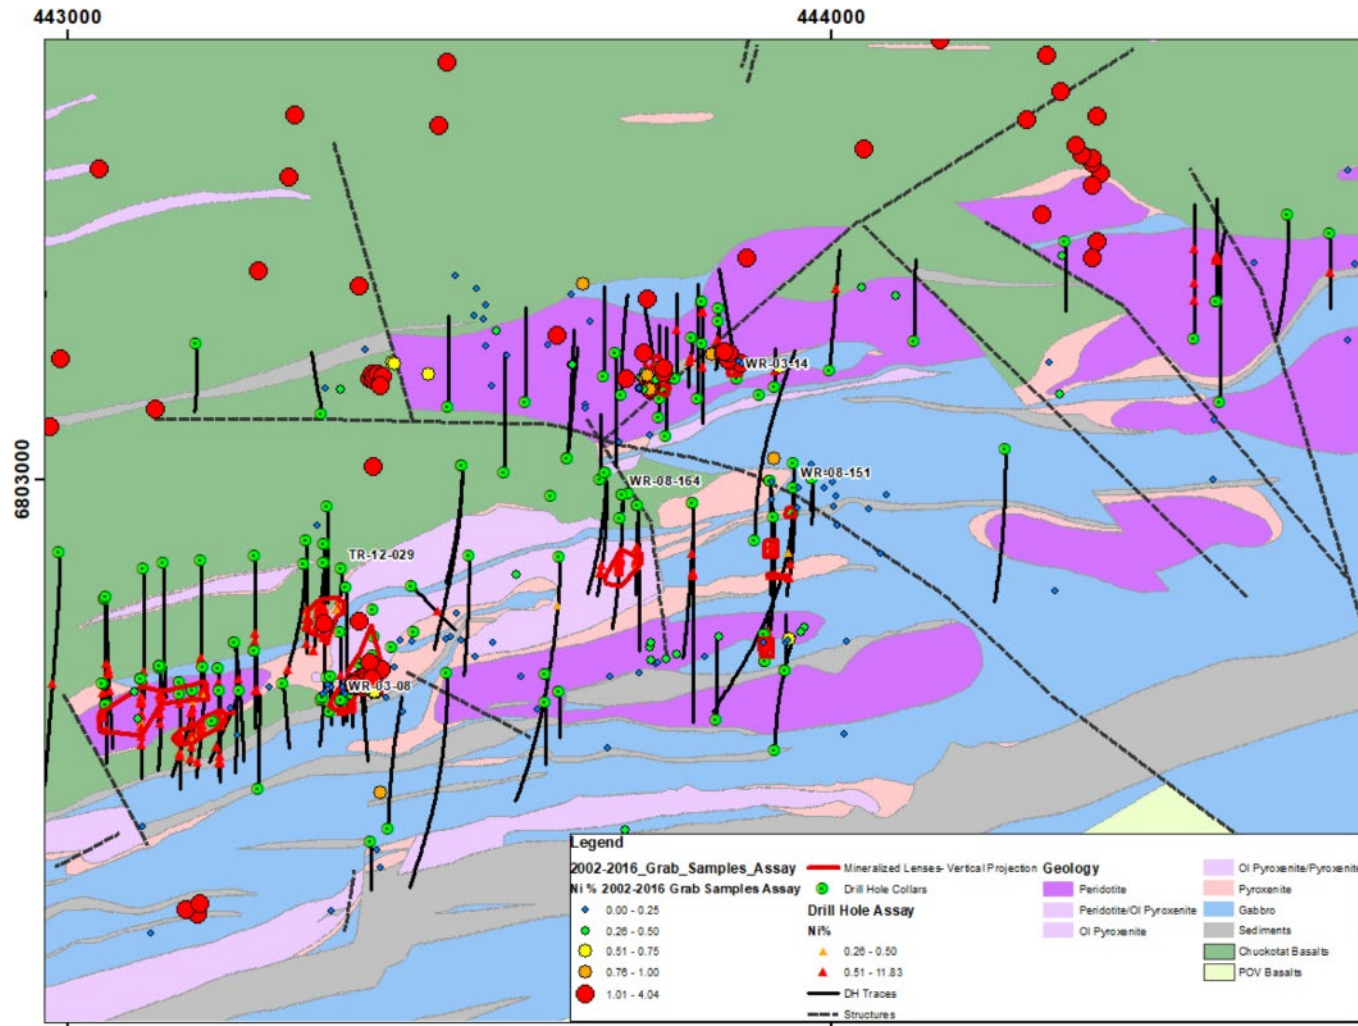 443000
444000
6803000
WR-03-14
WR-08-151
WR-08-164
TR-12-029
WR-03-08
Legend
2002-2016_Grab_Samples_Assay
Ni % 2002-2016 Grab Samples Assay
0.00 - 0.25
0.26 - 0.50
0.51 - 0.75
0.76 - 1.00
1.01 - 4.04
Mineralized Lenses- Vertical Projection
Drill Hole Collars
Drill Hole Assay
Ni%
0.26 - 0.50
0.51 - 11.83
DH Traces
Structures
Geology
Peridotite
Peridotite/Ol Pyroxenite
Ol Pyroxenite
Ol Pyroxenite/Pyroxenite
Pyroxenite
Gabbro
Sediments
Chuckotat Basalts
POV Basalts